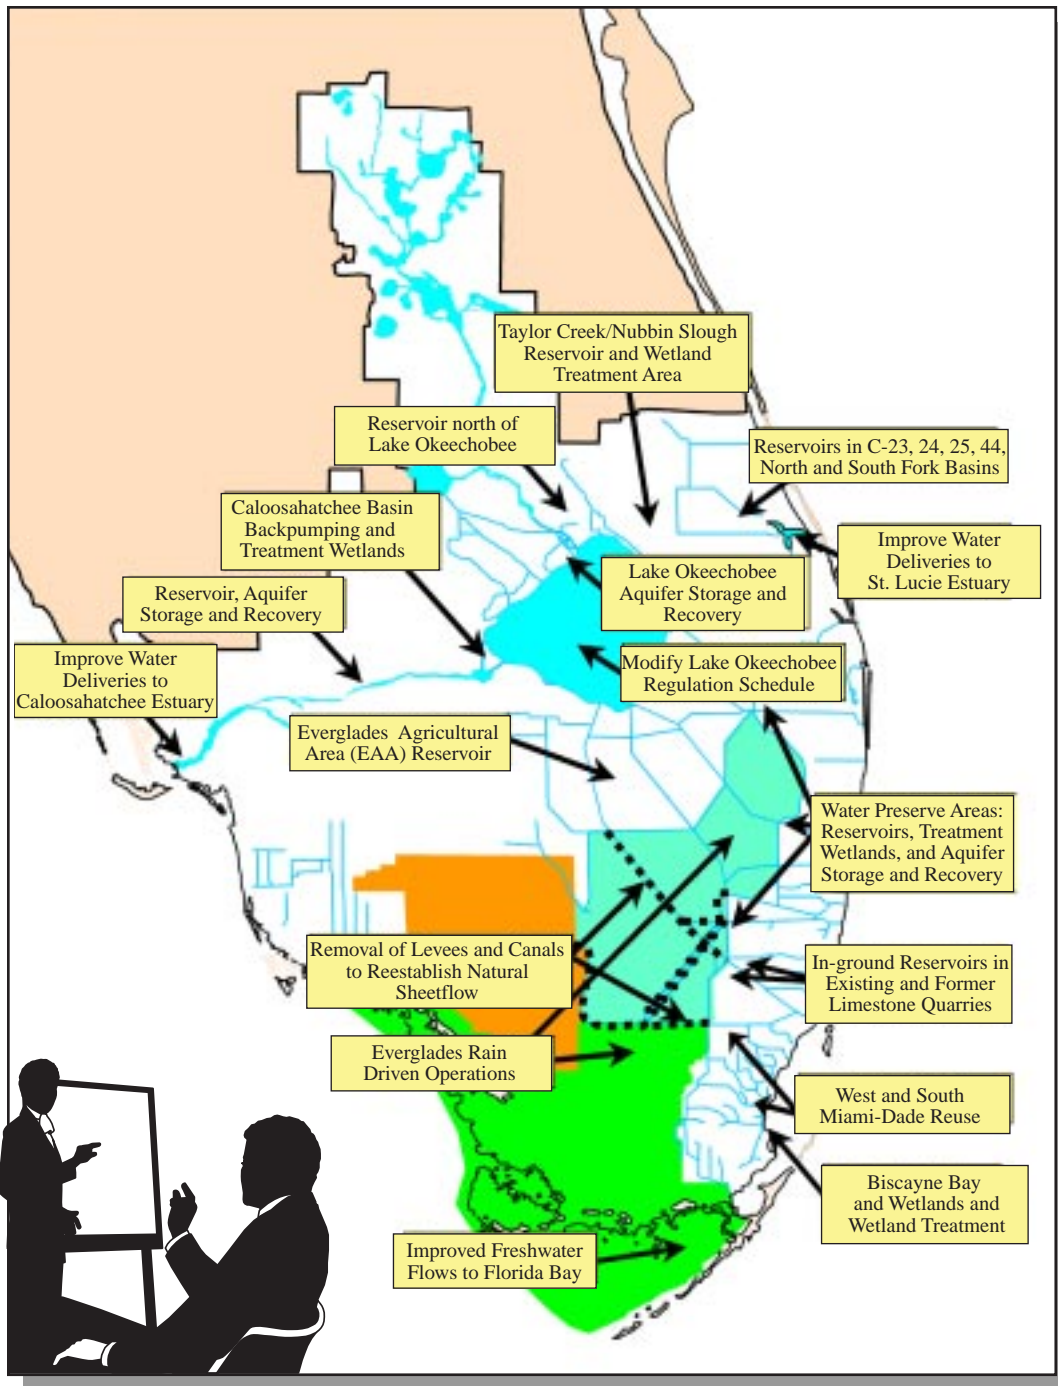 Taylor Creek/Nubbin Slough
Reservoir and Wetland
Treatment Area
Reservoir north of
Lake Okeechobee
Reservoirs in C-23, 24, 25, 44,
North and South Fork Basins
Caloosahatchee Basin
Backpumping and
Treatment Wetlands
Improve Water
Deliveries to
St. Lucie Estuary
Lake Okeechobee
Aquifer Storage and
Recovery
Reservoir, Aquifer
Storage and Recovery
Improve Water
Deliveries to
Caloosahatchee Estuary
Modify Lake Okeechobee
Regulation Schedule
Everglades Agricultural
Area (EAA) Reservoir
Water Preserve Areas:
Reservoirs, Treatment
Wetlands, and Aquifer
Storage and Recovery
Removal of Levees and Canals
to Reestablish Natural
Sheetflow
In-ground Reservoirs in
Existing and Former
Limestone Quarries
Everglades Rain
Driven Operations
West and South
Miami-Dade Reuse
Biscayne Bay
and Wetlands and
Wetland Treatment
Improved Freshwater
Flows to Florida Bay